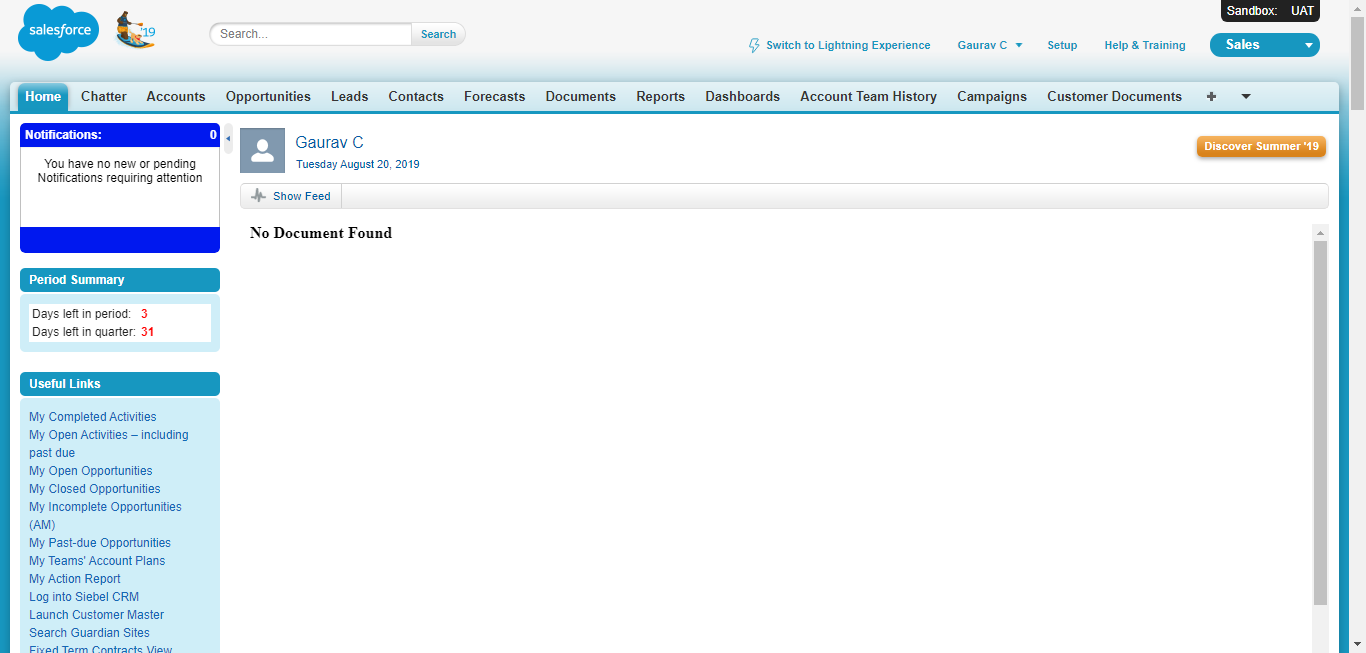 salesforce
'19
Search...
Search
Sandbox: UAT
Switch to Lightning Experience
Gaurav C
Setup
Help & Training
Sales
Home Chatter Accounts Opportunities Leads Contacts Forecasts Documents Reports Dashboards Account Team History Campaigns Customer Documents +
Notifications: 0
You have no new or pending
Notifications requiring attention
Gaurav C
Tuesday August 20, 2019
Discover Summer '19
Show Feed
No Document Found
Period Summary
Days left in period: 3
Days left in quarter: 31
Useful Links
My Completed Activities
My Open Activities – including
past due
My Open Opportunities
My Closed Opportunities
My Incomplete Opportunities
(AM)
My Past-due Opportunities
My Teams' Account Plans
My Action Report
Log into Siebel CRM
Launch Customer Master
Search Guardian Sites
Fixed Term Contracts View